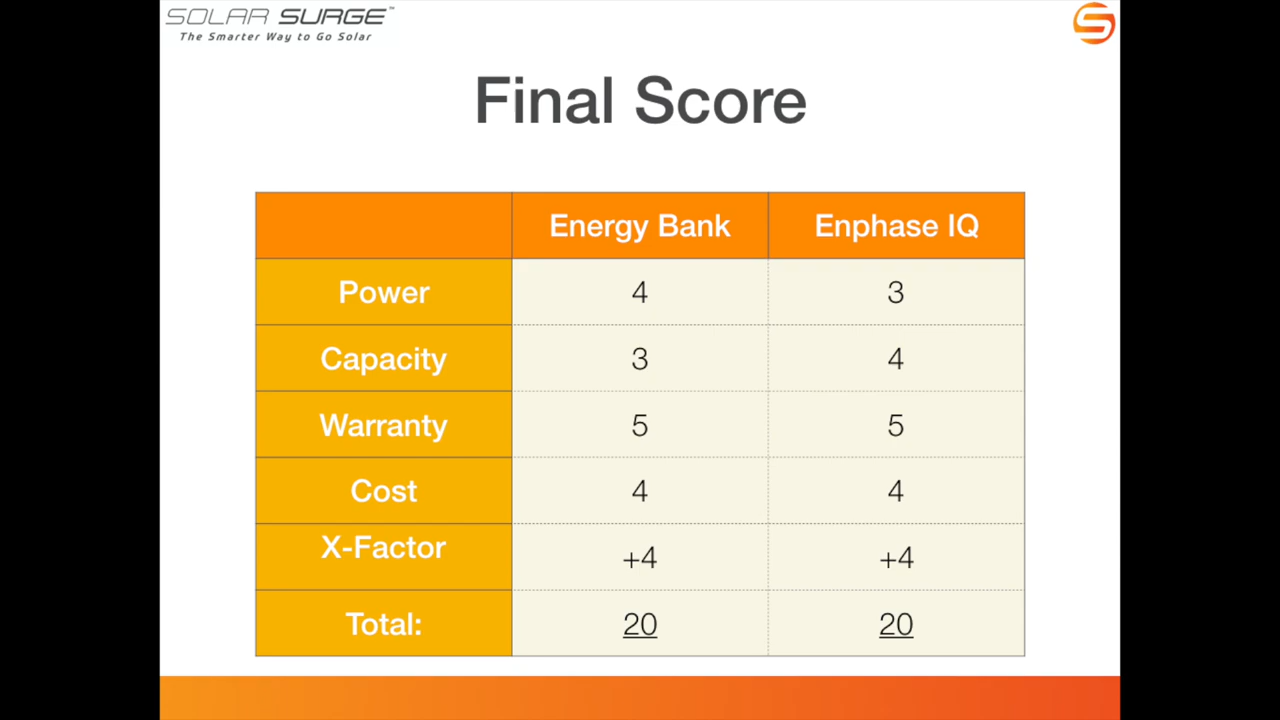 SOLAR SURGE™
The Smarter Way to Go Solar
S
Final Score
Energy Bank Enphase IQ
Power 4 3
Capacity 3 4
Warranty 5 5
Cost 4 4
X-Factor +4 +4
Total: 20 20